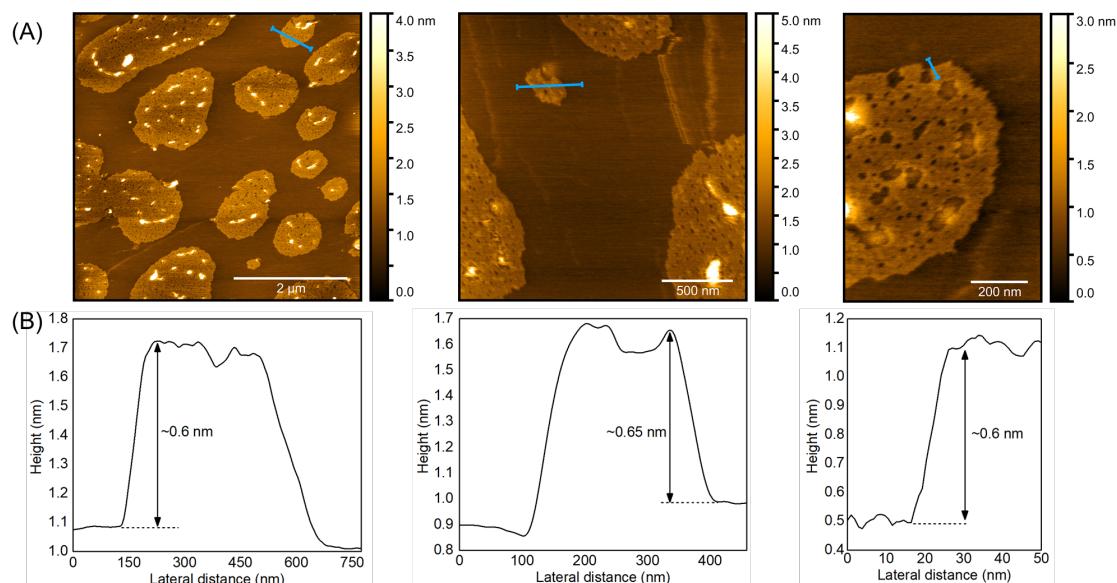 (A)
4.0 nm
3.5
3.0
2.5
2.0
1.5
1.0
0.0
2 µm
5.0 nm
4.5
4.0
3.5
3.0
2.5
2.0
1.5
1.0
0.0
500 nm
3.0 nm
2.5
2.0
1.5
1.0
0.5
0.0
200 nm
(B)
1.8
1.7
1.6
1.5
1.4
1.3
1.2
1.1
1.0
Height (nm)
~0.6 nm
0 150 300 450 600 750
Lateral distance (nm)
1.7
1.6
1.5
1.4
1.3
1.2
1.1
1.0
0.9
0.8
Height (nm)
~0.65 nm
0 100 200 300 400
Lateral distance (nm)
1.2
1.1
1.0
0.9
0.8
0.7
0.6
0.5
0.4
Height (nm)
~0.6 nm
0 10 20 30 40 50
Lateral distance (nm)